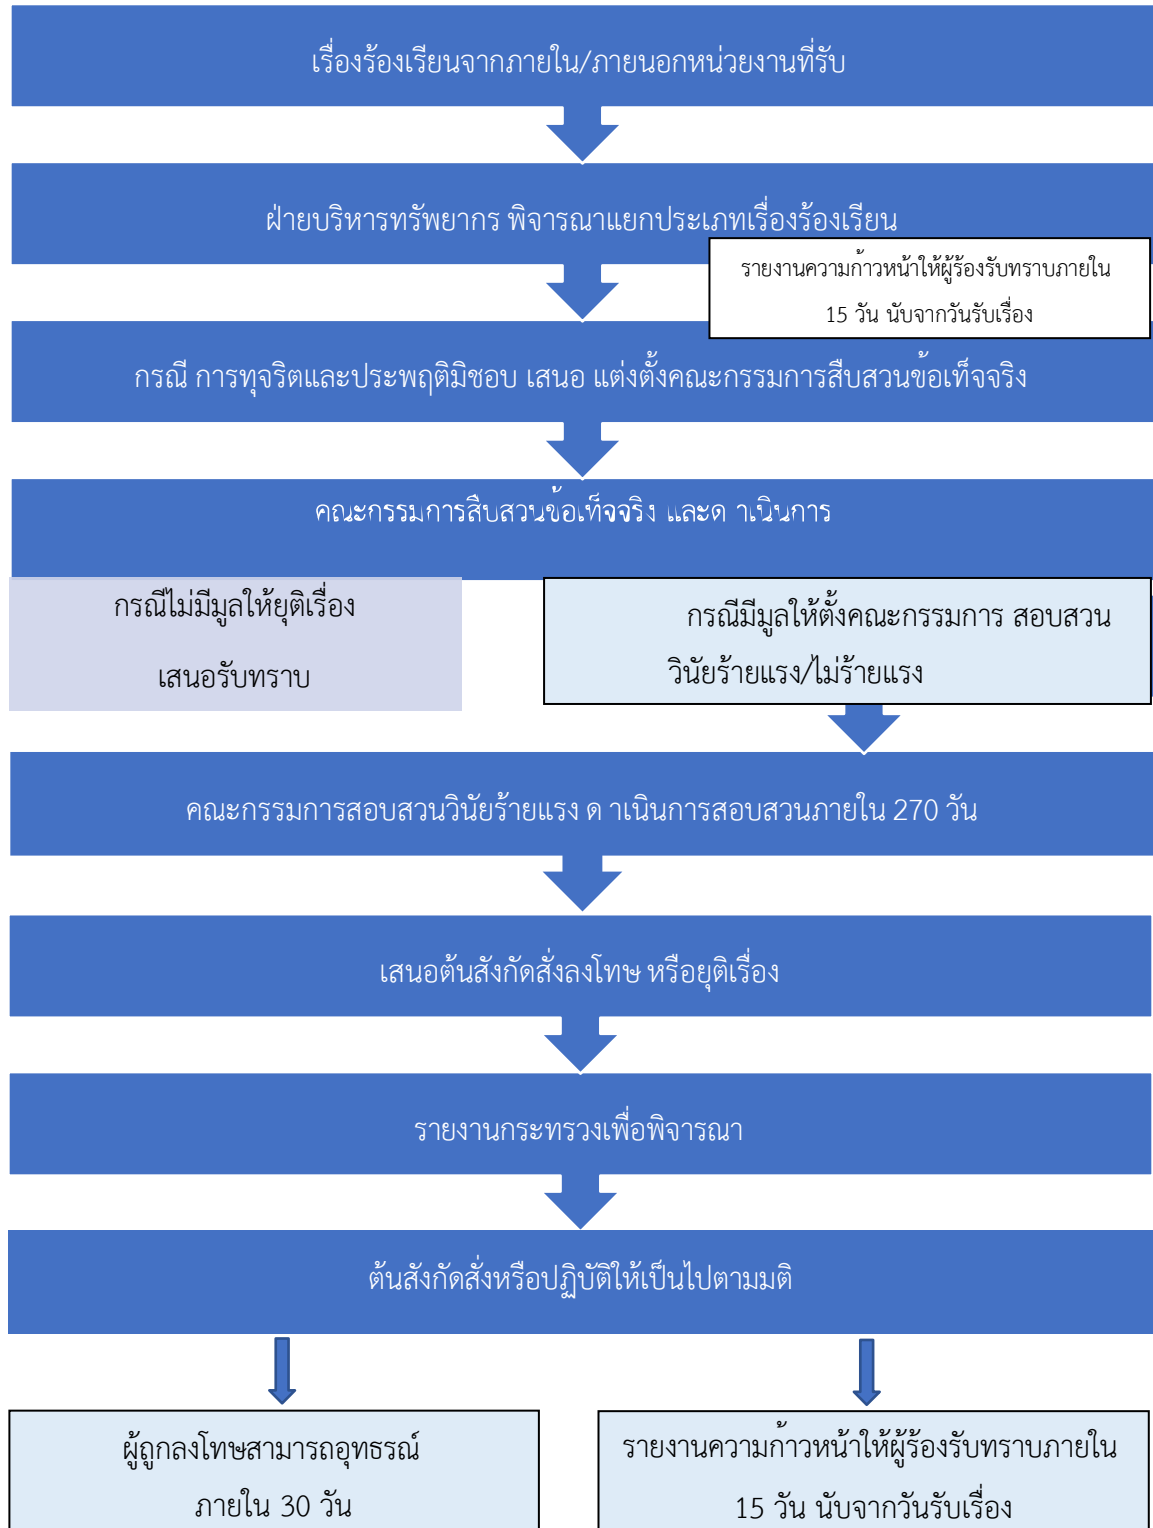 เรื่องร้องเรียนจากภายใน/ภายนอกหน่วยงานที่รับ
ฝ่ายบริหารทรัพยากร พิจารณาแยกประเภทเรื่องร้องเรียน
รายงานความก้าวหน้าให้ผู้ร้องรับทราบภายใน
15 วัน นับจากวันรับเรื่อง
กรณี การทุจริตและประพฤติมิชอบ เสนอ แต่งตั้งคณะกรรมการสืบสวนข้อเท็จจริง
คณะกรรมการสืบสวนข้อเท็จจริง และด ำเนินการ
กรณีไม่มีมูลให้ยุติเรื่อง
เสนอรับทราบ
กรณีมีมูลให้ตั้งคณะกรรมการ สอบสวน
วินัยร้ายแรง/ไม่ร้ายแรง
คณะกรรมการสอบสวนวินัยร้ายแรง ด ำเนินการสอบสวนภายใน 270 วัน
เสนอต้นสังกัดสั่งลงโทษ หรือยุติเรื่อง
รายงานกระทรวงเพื่อพิจารณา
ต้นสังกัดสั่งหรือปฏิบัติให้เป็นไปตามมติ
ผู้ถูกลงโทษสามารถอุทธรณ์
ภายใน 30 วัน
รายงานความก้าวหน้าให้ผู้ร้องรับทราบภายใน
15 วัน นับจากวันรับเรื่อง